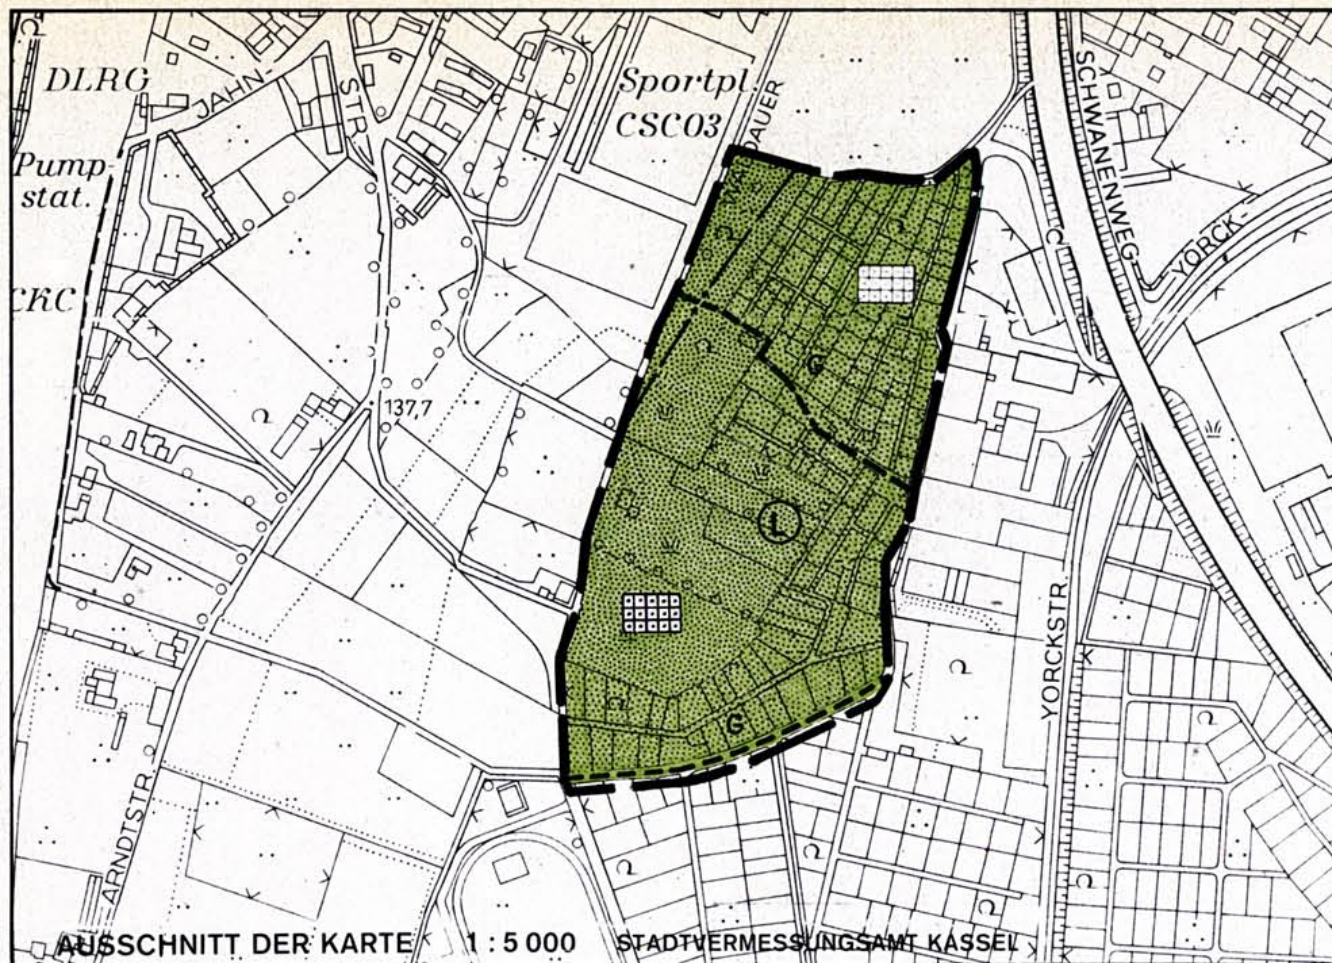 DLRG
JAHN-
STR.
Sportpl.
CSC03
DAUER
SCHWANENWEG
Pump-
stat.
YORCK-
CKC
G
137,7
L
YORCKSTR.
G
ARNDTSTR.
AUSSCHNITT DER KARTE 1 : 5 000 STADTVERMESSUNGSAMT KASSEL